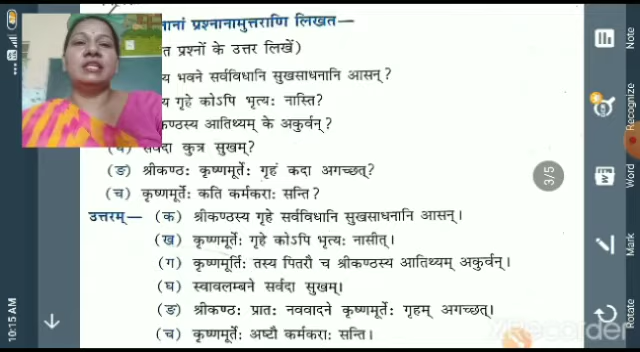 नानां प्रश्नानामुत्तराणि लिखत—
त प्रश्नों के उत्तर लिखें)
य भवने सर्वविधानि सुखसाधनानि आसन्?
य गृहे कोऽपि भृत्यः नास्ति?
कण्ठस्य आतिथ्यम् के अकुर्वन्?
सर्वदा कुत्र सुखम्?
(ङ) श्रीकण्ठः कृष्णमूर्तेः गृहं कदा अगच्छत्?
(च) कृष्णमूर्तेः कति कर्मकराः सन्ति?
उत्तरम्— (क) श्रीकण्ठस्य गृहे सर्वविधानि सुखसाधनानि आसन्।
(ख) कृष्णमूर्तेः गृहे कोऽपि भृत्यः नासीत्।
(ग) कृष्णमूर्तिः तस्य पितरौ च श्रीकण्ठस्य आतिथ्यम् अकुर्वन्।
(घ) स्वावलम्बने सर्वदा सुखम्।
(ङ) श्रीकण्ठः प्रातः नववादने कृष्णमूर्तेः गृहम् अगच्छत्।
(च) कृष्णमूर्तेः अष्टौ कर्मकराः सन्ति।
3/5
Note
Recognize
Word
Mark
Rotate
10:15 AM
XRecorder